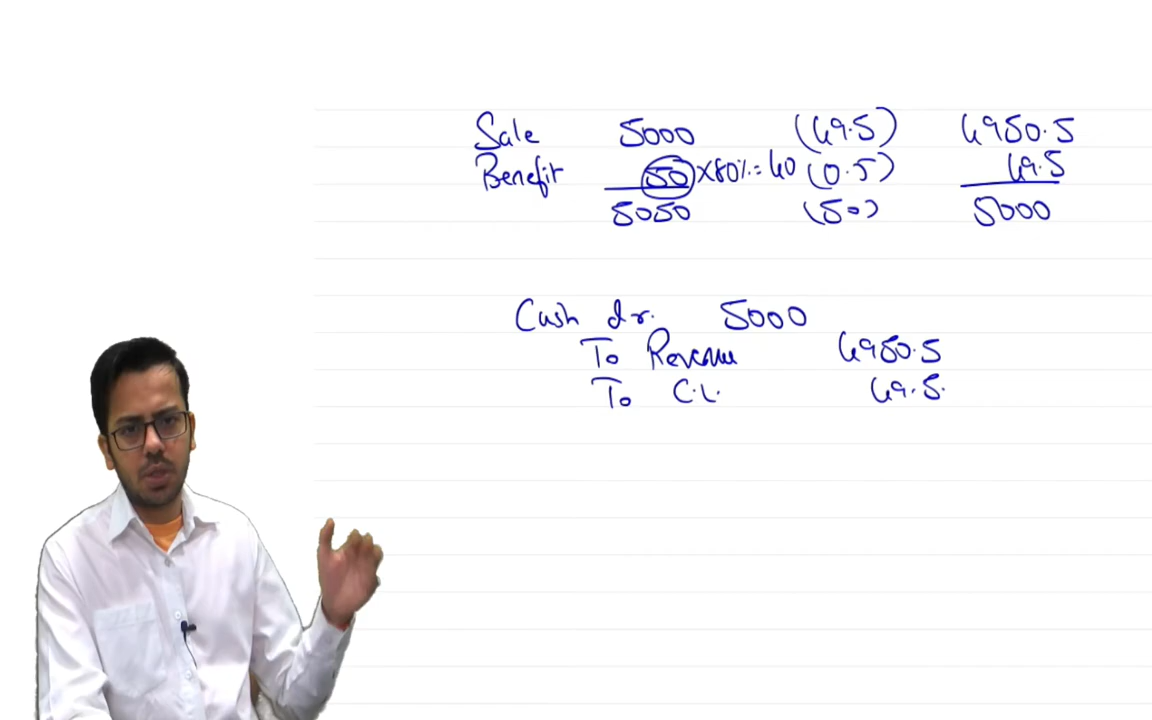 Sale 5000 (49.5) 4950.5
Benefit 50 x80%=40 (0.5) 49.5
5050 (50) 5000
Cash dr. 5000
To Revenue 4950.5
To C.L. 49.5